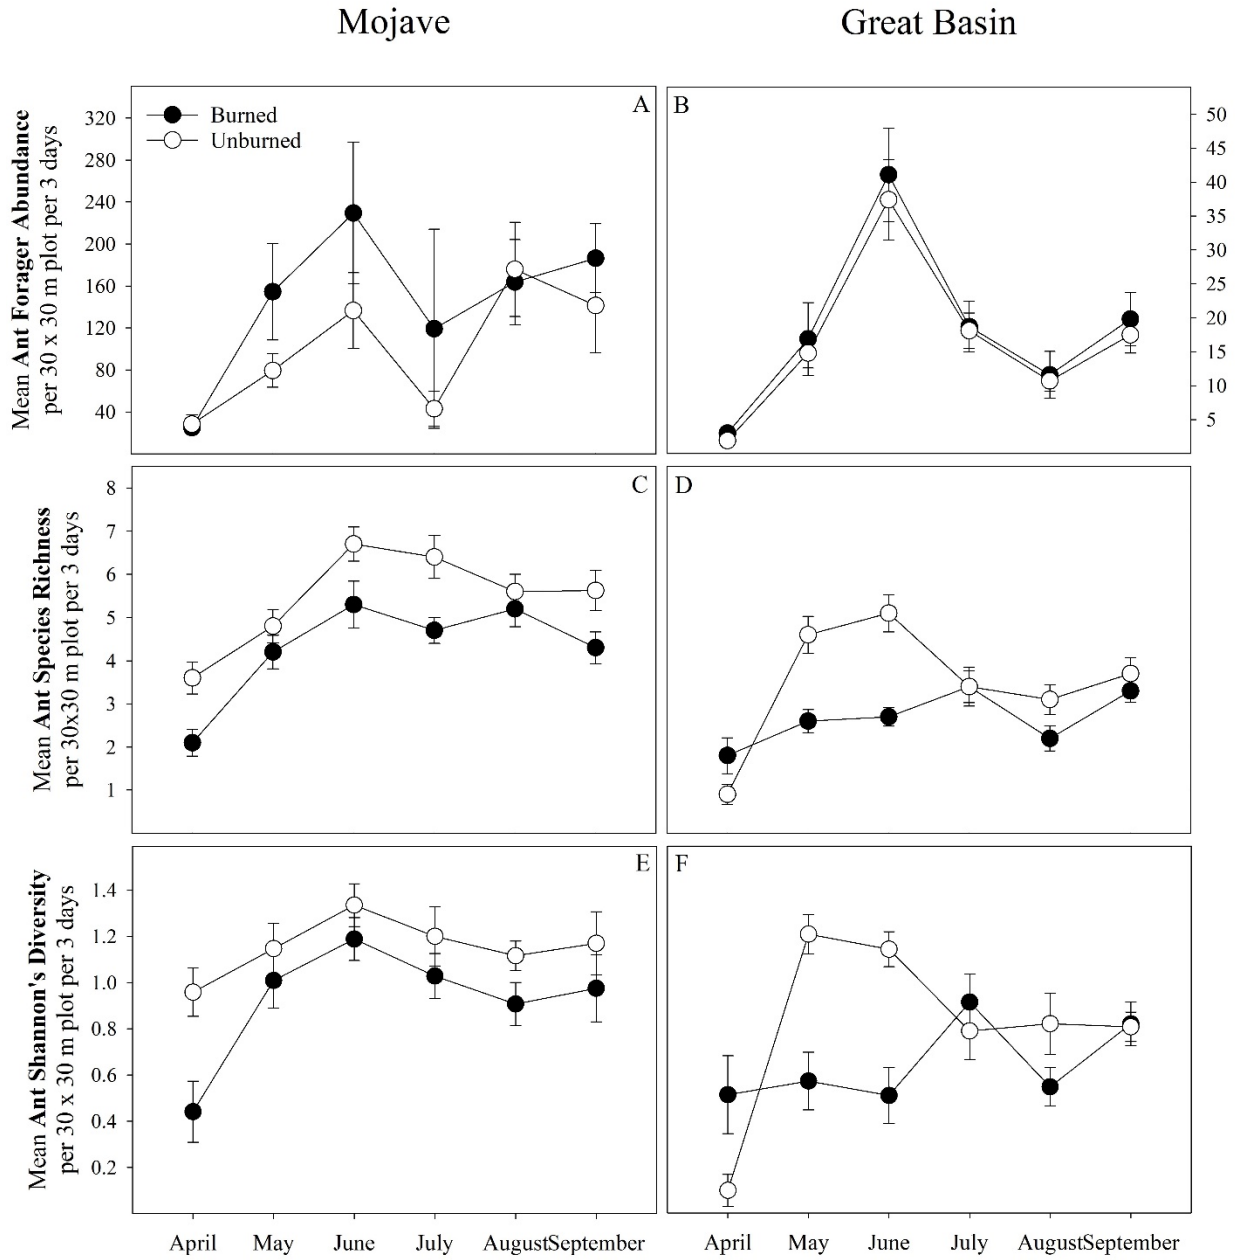 Mojave
Great Basin
Mean Ant Forager Abundance
per 30 x 30 m plot per 3 days
A
Burned
Unburned
320
280
240
200
160
120
80
40
B
50
45
40
35
30
25
20
15
10
5
Mean Ant Species Richness
per 30x30 m plot per 3 days
C
8
7
6
5
4
3
2
1
D
Mean Ant Shannon's Diversity
per 30 x 30 m plot per 3 days
E
1.4
1.2
1.0
0.8
0.6
0.4
0.2
F
April May June July August September
April May June July August September